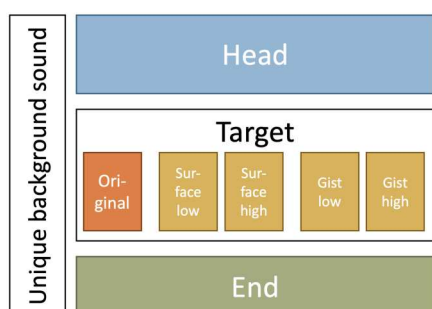 Unique background sound
Head
Target
Ori-
ginal
Sur-
face
low
Sur-
face
high
Gist
low
Gist
high
End